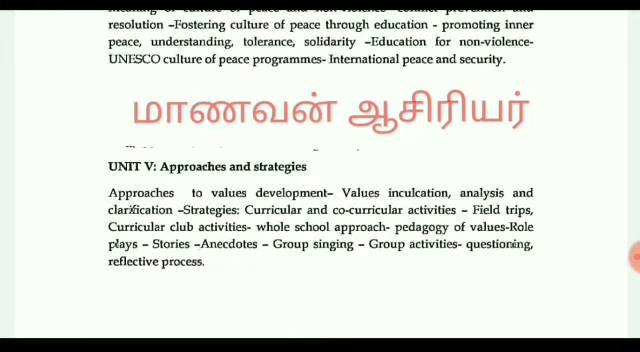 resolution –Fostering culture of peace through education - promoting inner
peace, understanding, tolerance, solidarity –Education for non-violence-
UNESCO culture of peace programmes- International peace and security.
மாணவன் ஆசிரியர்
UNIT V: Approaches and strategies
Approaches to values development– Values inculcation, analysis and
clarification –Strategies: Curricular and co-curricular activities – Field trips,
Curricular club activities- whole school approach- pedagogy of values-Role
plays – Stories –Anecdotes – Group singing – Group activities- questioning,
reflective process.